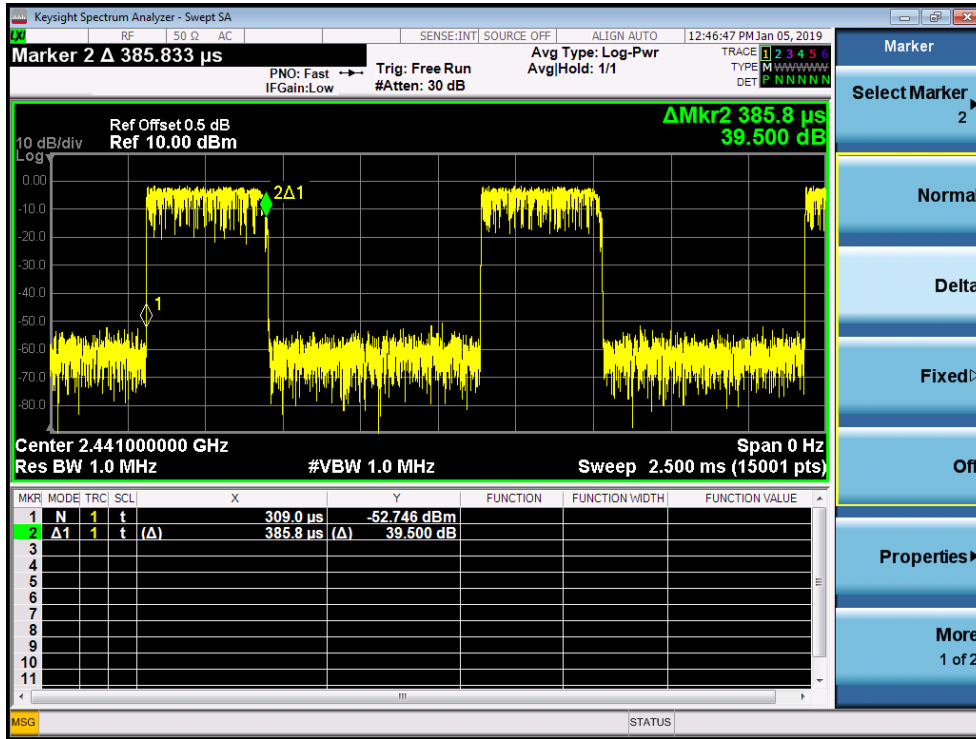 Keysight Spectrum Analyzer - Swept SA
LXI RF 50 Ω AC SENSE:INT SOURCE OFF ALIGN AUTO 12:46:47 PM Jan 05, 2019
Marker 2 Δ 385.833 µs
PNO: Fast
IFGain:Low
Trig: Free Run
#Atten: 30 dB
Avg Type: Log-Pwr
Avg|Hold: 1/1
TRACE 1 2 3 4 5 6
TYPE M WWWWW
DET P N N N N N
ΔMkr2 385.8 µs
39.500 dB
Ref Offset 0.5 dB
10 dB/div Ref 10.00 dBm
Log
0.00
-10.0
-20.0
-30.0
-40.0
-50.0
-60.0
-70.0
-80.0
2Δ1
1
Center 2.441000000 GHz Span 0 Hz
Res BW 1.0 MHz #VBW 1.0 MHz Sweep 2.500 ms (15001 pts)
MKR MODE TRC SCL X Y FUNCTION FUNCTION WIDTH FUNCTION VALUE
1 N 1 t 309.0 µs -52.746 dBm
2 Δ1 1 t (Δ) 385.8 µs (Δ) 39.500 dB
3
4
5
6
7
8
9
10
11
MSG STATUS
Marker
Select Marker
2
Normal
Delta
Fixed
Off
Properties
More
1 of 2